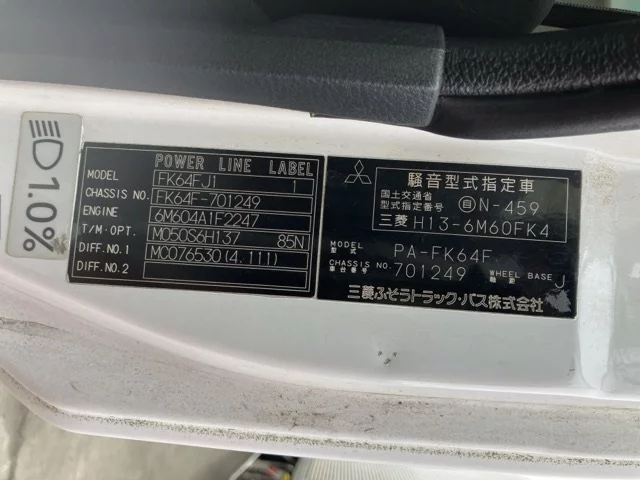 1.0%
POWER LINE LABEL
MODEL FK64FJ1 1
CHASSIS NO. FK64F-701249
ENGINE 6M604A1F2247
T/M·OPT. M050S6H137 85N
DIFF. NO.1 MC076530(4.111)
DIFF. NO.2
騒音型式指定車
国土交通省
型式指定番号 自N-459
三菱 H13-6M60FK4
MODEL 型式 PA-FK64F
CHASSIS NO. 車台番号 701249 WHEEL BASE 軸距 J
三菱ふそうトラック・バス株式会社